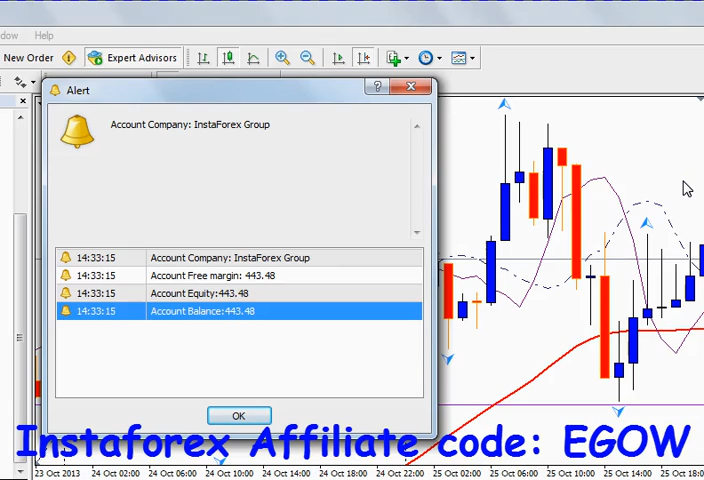 dow Help
New Order Expert Advisors
Alert
Account Company: InstaForex Group
14:33:15 Account Company: InstaForex Group
14:33:15 Account Free margin: 443.48
14:33:15 Account Equity:443.48
14:33:15 Account Balance:443.48
OK
Instaforex Affiliate code: EGOW
23 Oct 2013 24 Oct 02:00 24 Oct 06:00 24 Oct 10:00 24 Oct 14:00 24 Oct 18:00 24 Oct 22:00 25 Oct 02:00 25 Oct 06:00 25 Oct 10:00 25 Oct 14:00 25 Oct 18:00